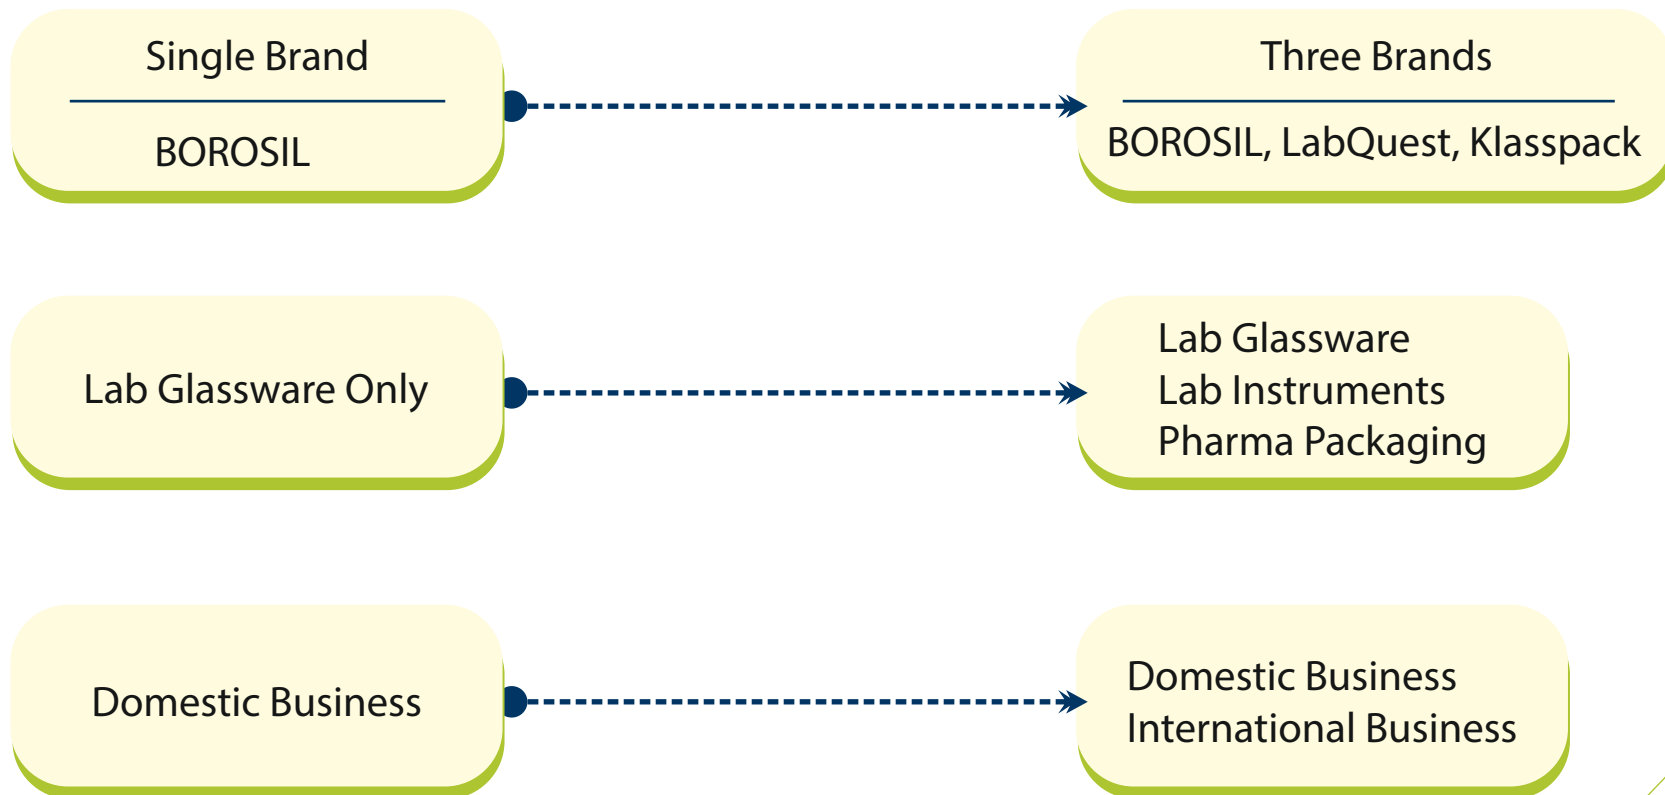 Single Brand
BOROSIL
Three Brands
BOROSIL, LabQuest, Klasspack
Lab Glassware Only
Lab Glassware
Lab Instruments
Pharma Packaging
Domestic Business
Domestic Business
International Business